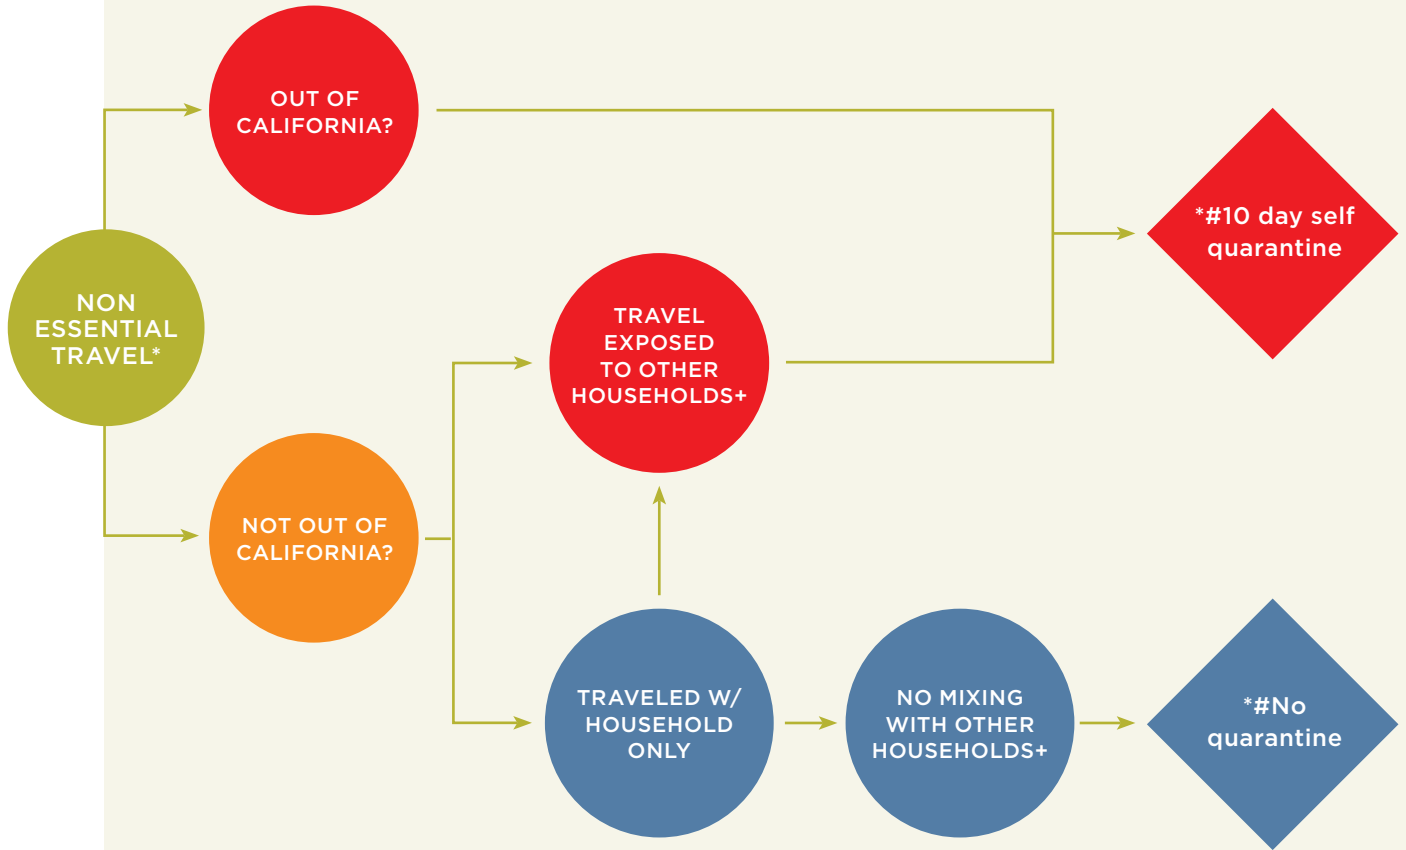 OUT OF
CALIFORNIA?
*#10 day self
quarantine
NON
ESSENTIAL
TRAVEL*
TRAVEL
EXPOSED
TO OTHER
HOUSEHOLDS+
NOT OUT OF
CALIFORNIA?
TRAVELED W/
HOUSEHOLD
ONLY
NO MIXING
WITH OTHER
HOUSEHOLDS+
*#No
quarantine